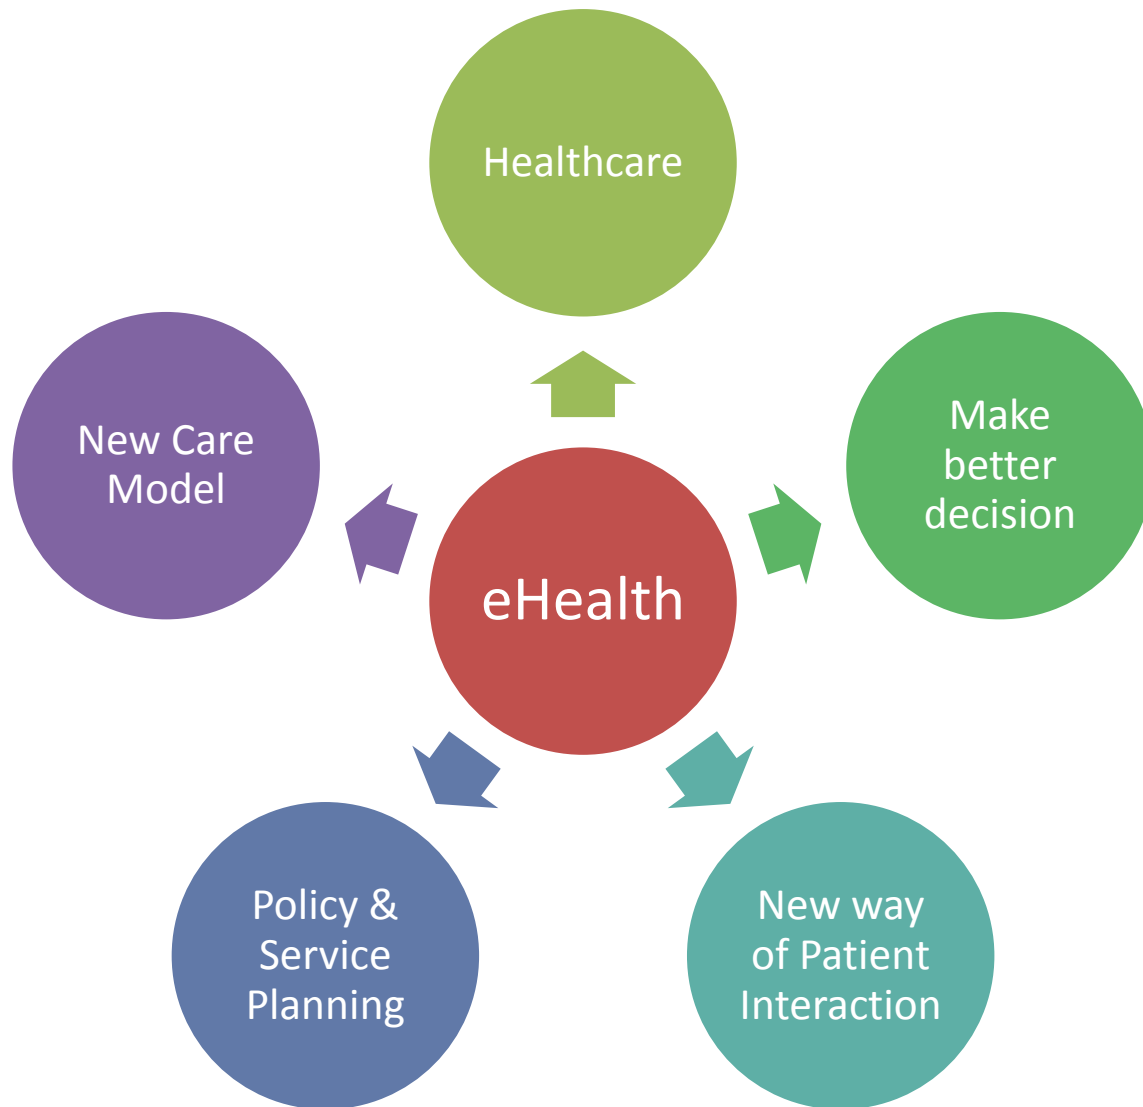 Healthcare
New Care
Model
Make
better
decision
eHealth
Policy &
Service
Planning
New way
of Patient
Interaction